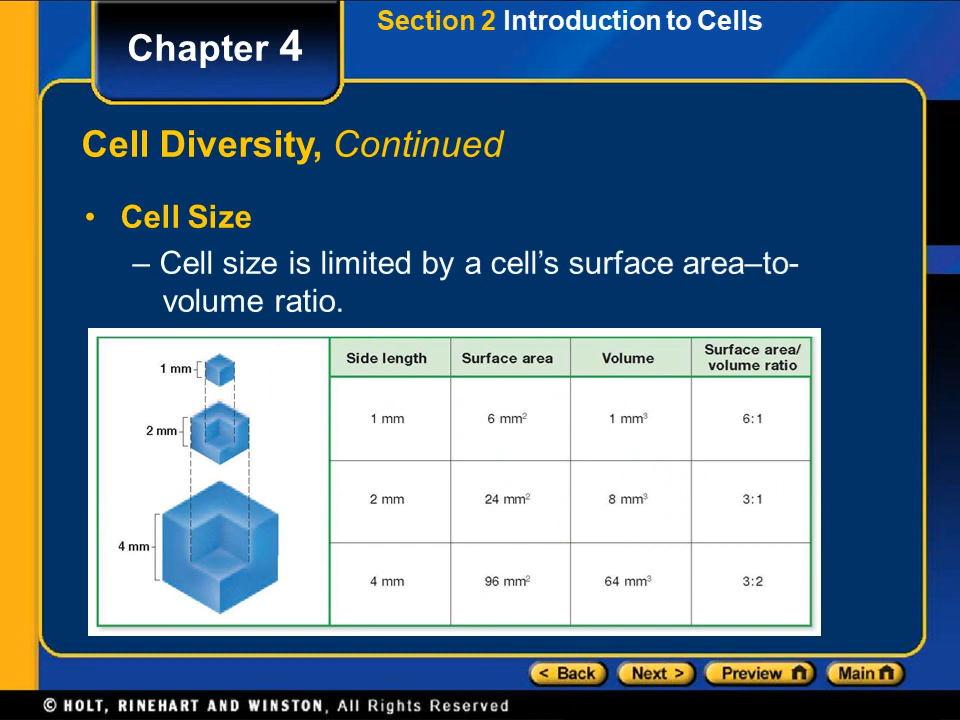 Section 2 Introduction to Cells
Chapter 4
Cell Diversity, Continued
• Cell Size
– Cell size is limited by a cell’s surface area–to-
volume ratio.
1 mm
2 mm
4 mm
Side length Surface area Volume Surface area/
volume ratio
1 mm 6 mm² 1 mm³ 6:1
2 mm 24 mm² 8 mm³ 3:1
4 mm 96 mm² 64 mm³ 3:2
< Back Next > Preview Main
© HOLT, RINEHART AND WINSTON, All Rights Reserved